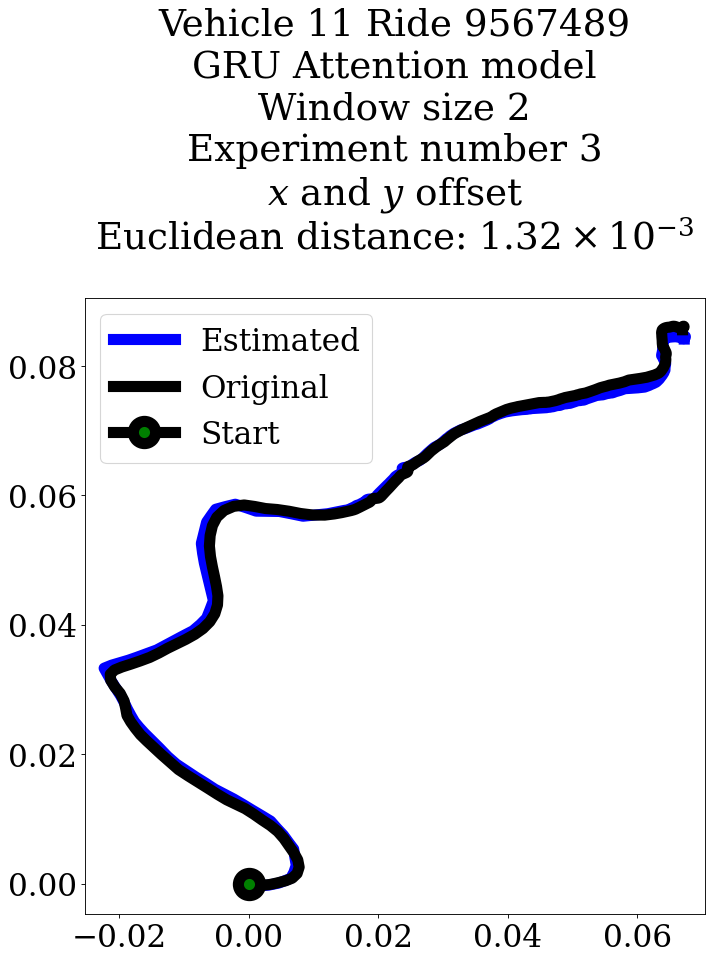 Vehicle 11 Ride 9567489
GRU Attention model
Window size 2
Experiment number 3
x and y offset
Euclidean distance: 1.32 × 10⁻³
Estimated
Original
Start
0.08
0.06
0.04
0.02
0.00
−0.02 0.00 0.02 0.04 0.06